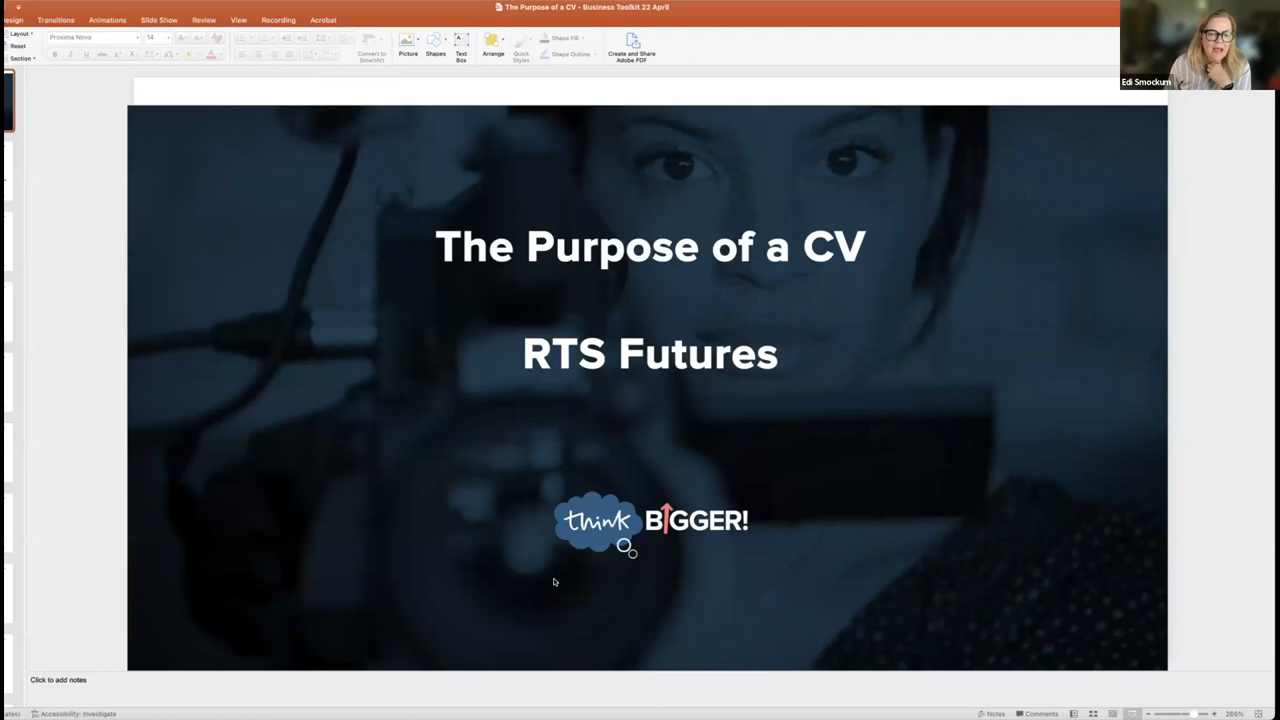 The Purpose of a CV - Business Toolkit 22 April
Design Transitions Animations Slide Show Review View Recording Acrobat
Layout
Reset
Section
Proxima Nova 14
Convert to
SmartArt
Picture
Shapes
Text
Box
Arrange
Quick
Styles
Shape Fill
Shape Outline
Create and Share
Adobe PDF
Edi Smockum
The Purpose of a CV
RTS Futures
think BIGGER!
Click to add notes
Accessibility: Investigate
Notes Comments 266%